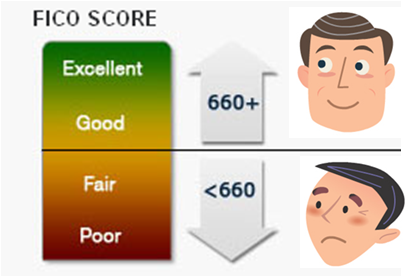 FICO SCORE
Excellent
Good
660+
Fair
<660
Poor